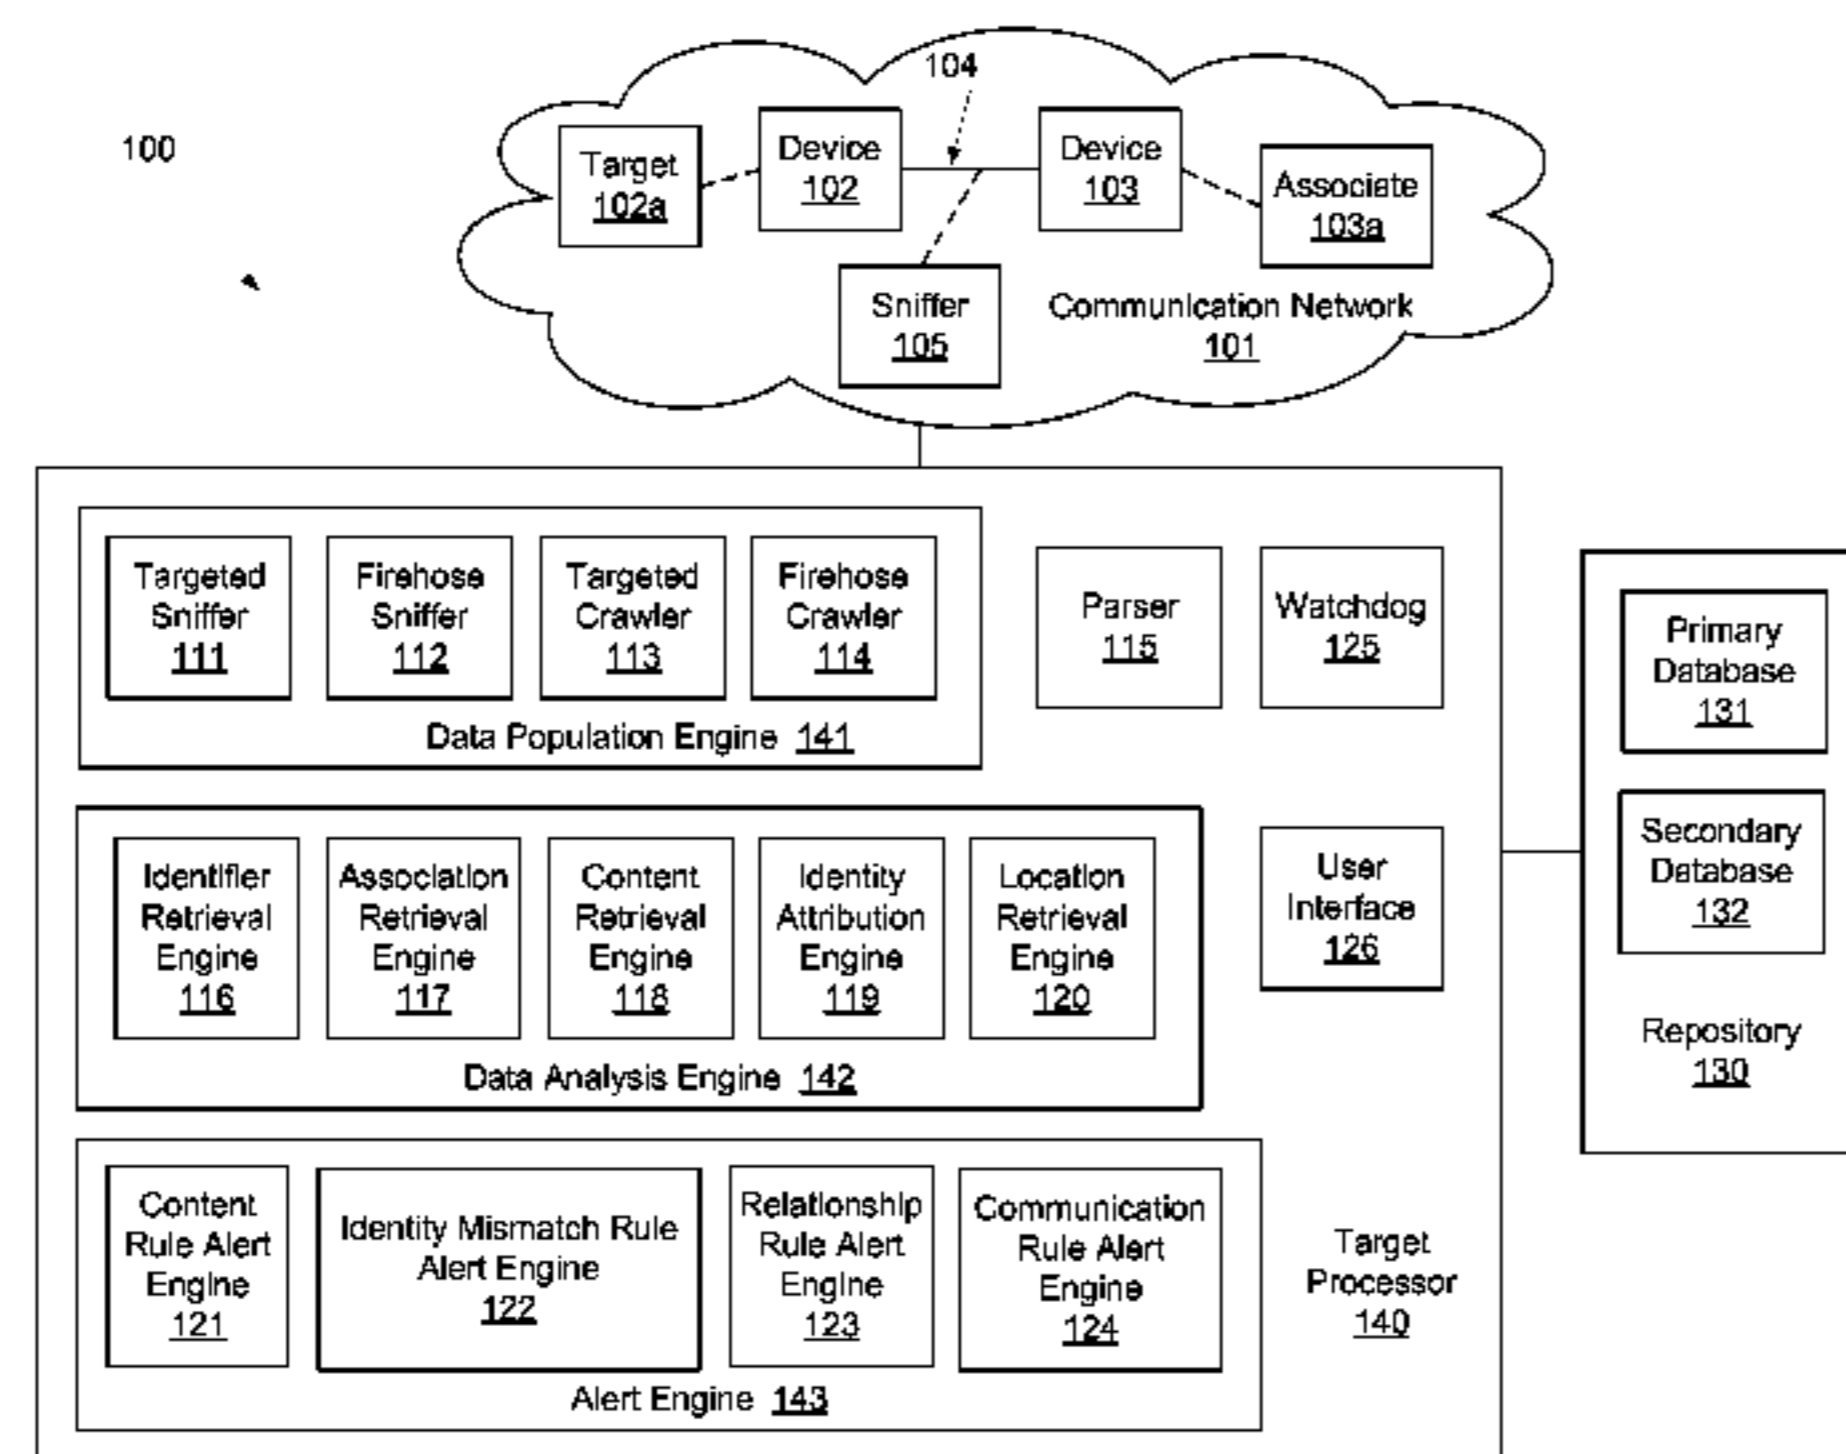 100
104
Target
102a
Device
102
Device
103
Associate
103a
Sniffer
105
Communication Network
101
Targeted
Sniffer
111
Firehose
Sniffer
112
Targeted
Crawler
113
Firehose
Crawler
114
Data Population Engine 141
Parser
115
Watchdog
125
Primary
Database
131
Secondary
Database
132
Repository
130
Identifier
Retrieval
Engine
116
Association
Retrieval
Engine
117
Content
Retrieval
Engine
118
Identity
Attribution
Engine
119
Location
Retrieval
Engine
120
Data Analysis Engine 142
User
Interface
126
Content
Rule Alert
Engine
121
Identity Mismatch Rule
Alert Engine
122
Relationship
Rule Alert
Engine
123
Communication
Rule Alert
Engine
124
Alert Engine 143
Target
Processor
140